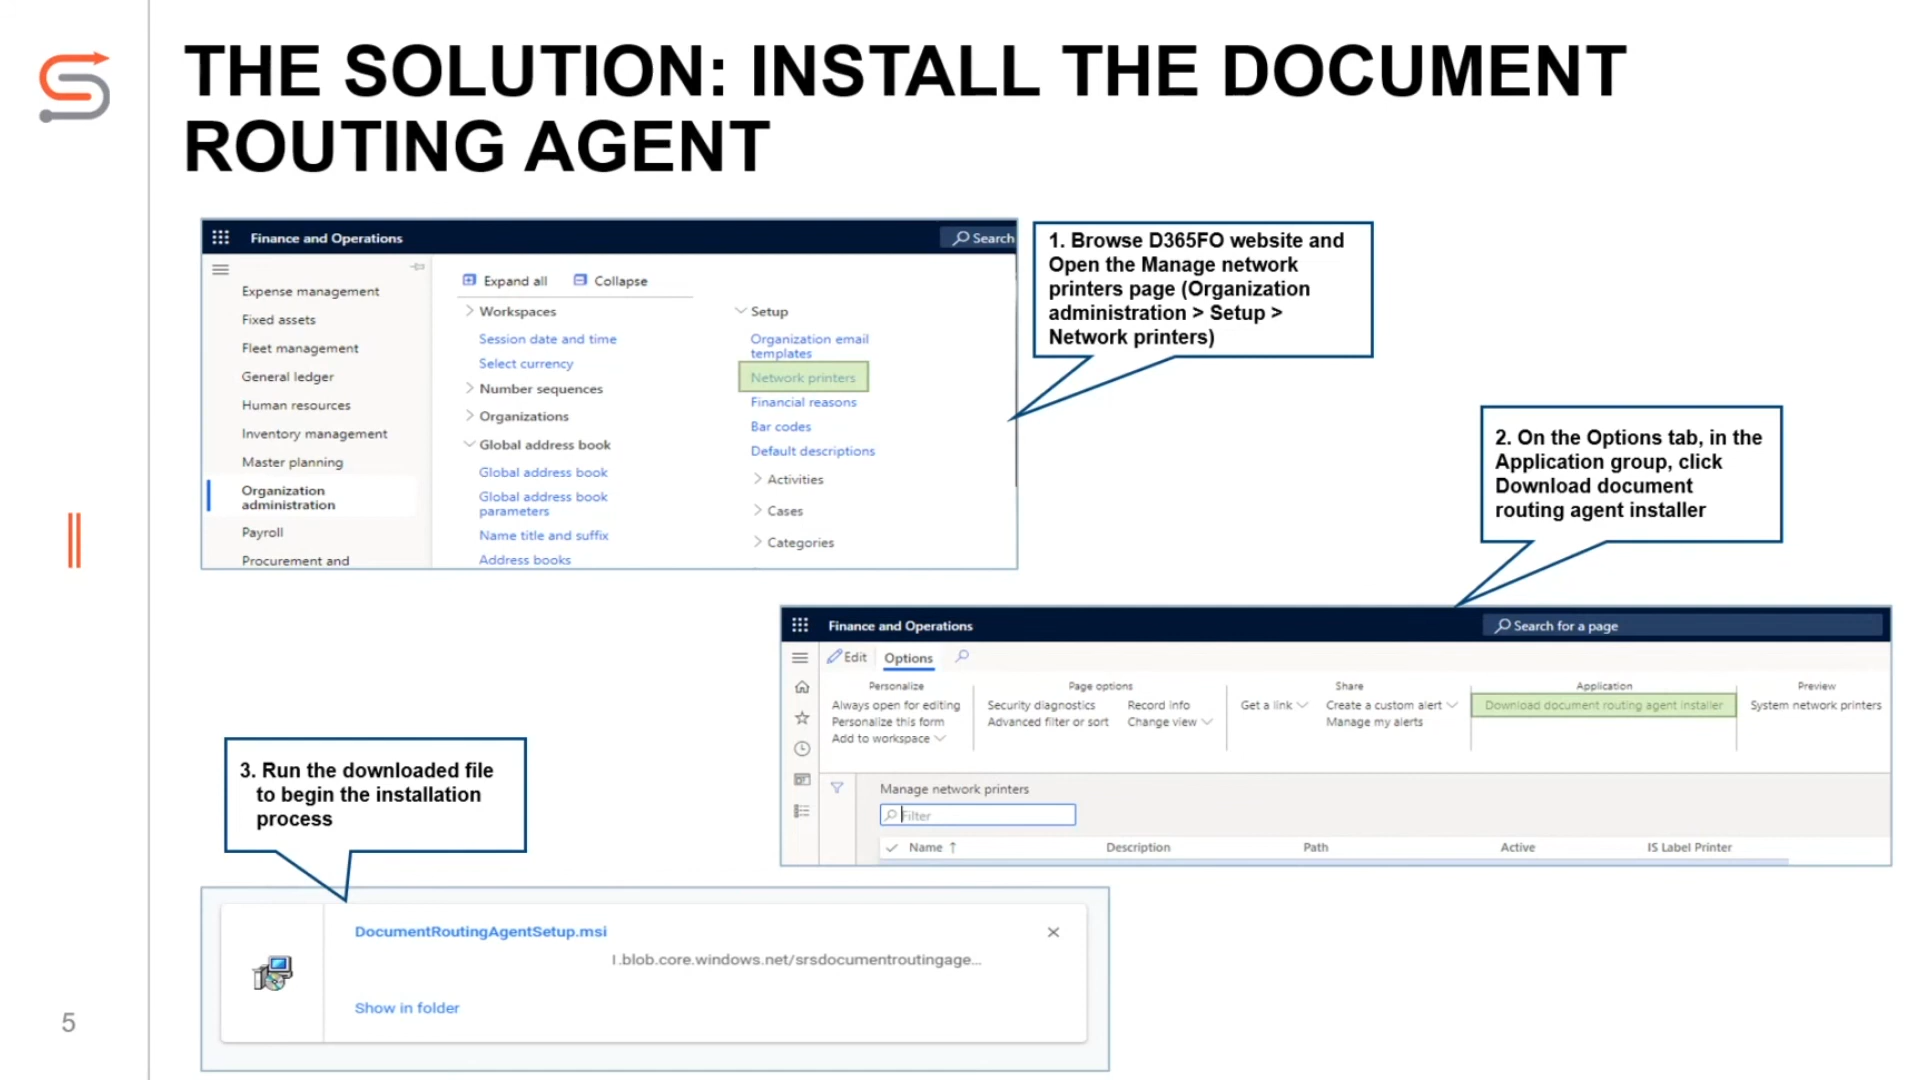 THE SOLUTION: INSTALL THE DOCUMENT
ROUTING AGENT
Finance and Operations
Search
Expand all
Collapse
Expense management
Fixed assets
Fleet management
General ledger
Human resources
Inventory management
Master planning
Organization
administration
Payroll
Procurement and
Workspaces
Session date and time
Select currency
Number sequences
Organizations
Global address book
Global address book
Global address book
parameters
Name title and suffix
Address books
Setup
Organization email
templates
Network printers
Financial reasons
Bar codes
Default descriptions
Activities
Cases
Categories
1. Browse D365FO website and
Open the Manage network
printers page (Organization
administration > Setup >
Network printers)
2. On the Options tab, in the
Application group, click
Download document
routing agent installer
Finance and Operations
Search for a page
Edit
Options
Personalize
Always open for editing
Personalize this form
Add to workspace
Page options
Security diagnostics
Record info
Advanced filter or sort
Change view
Share
Get a link
Create a custom alert
Manage my alerts
Application
Download document routing agent installer
Preview
System network printers
Manage network printers
Filter
Name ↑
Description
Path
Active
IS Label Printer
3. Run the downloaded file
to begin the installation
process
DocumentRoutingAgentSetup.msi
l.blob.core.windows.net/srsdocumentroutingage...
Show in folder
5